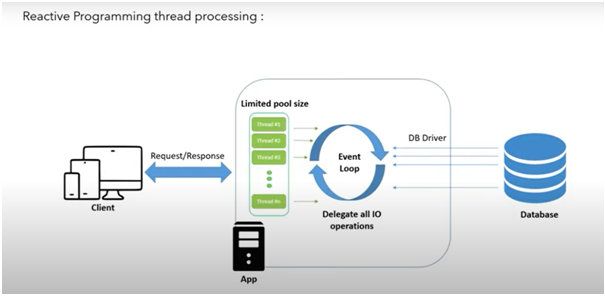 Reactive Programming thread processing :
Limited pool size
Thread #1
Thread #2
Thread #3
Thread #n
Request/Response
Client
Event
Loop
Delegate all IO
operations
DB Driver
Database
App